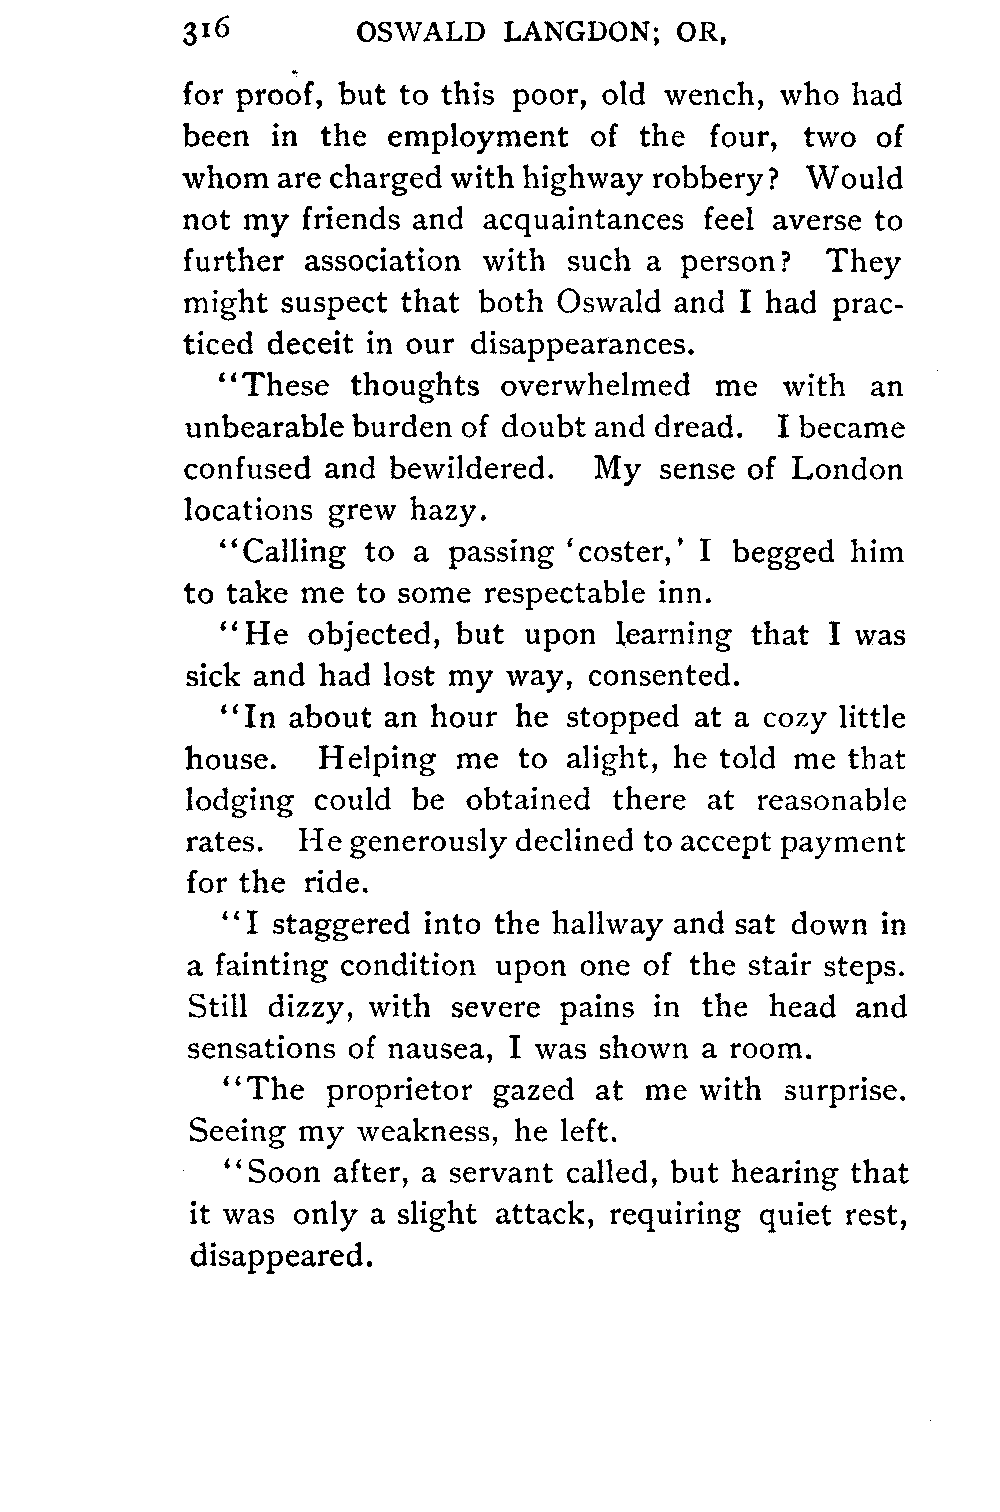 316 OSWALD LANGDON; OR,
for proof, but to this poor, old wench, who had
been in the employment of the four, two of
whom are charged with highway robbery? Would
not my friends and acquaintances feel averse to
further association with such a person? They
might suspect that both Oswald and I had prac-
ticed deceit in our disappearances.
“These thoughts overwhelmed me with an
unbearable burden of doubt and dread. I became
confused and bewildered. My sense of London
locations grew hazy.
“Calling to a passing ‘coster,’ I begged him
to take me to some respectable inn.
“He objected, but upon learning that I was
sick and had lost my way, consented.
“In about an hour he stopped at a cozy little
house. Helping me to alight, he told me that
lodging could be obtained there at reasonable
rates. He generously declined to accept payment
for the ride.
“I staggered into the hallway and sat down in
a fainting condition upon one of the stair steps.
Still dizzy, with severe pains in the head and
sensations of nausea, I was shown a room.
“The proprietor gazed at me with surprise.
Seeing my weakness, he left.
“Soon after, a servant called, but hearing that
it was only a slight attack, requiring quiet rest,
disappeared.